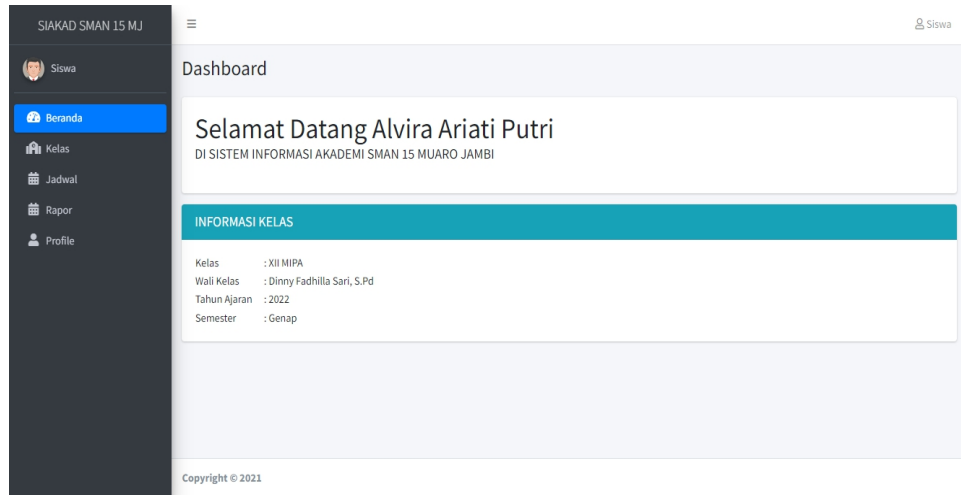 SIAKAD SMAN 15 MJ
Siswa
Siswa
Beranda
Kelas
Jadwal
Rapor
Profile
Dashboard
Selamat Datang Alvira Ariati Putri
DI SISTEM INFORMASI AKADEMI SMAN 15 MUARO JAMBI
INFORMASI KELAS
Kelas : XII MIPA
Wali Kelas : Dinny Fadhilla Sari, S.Pd
Tahun Ajaran : 2022
Semester : Genap
Copyright © 2021